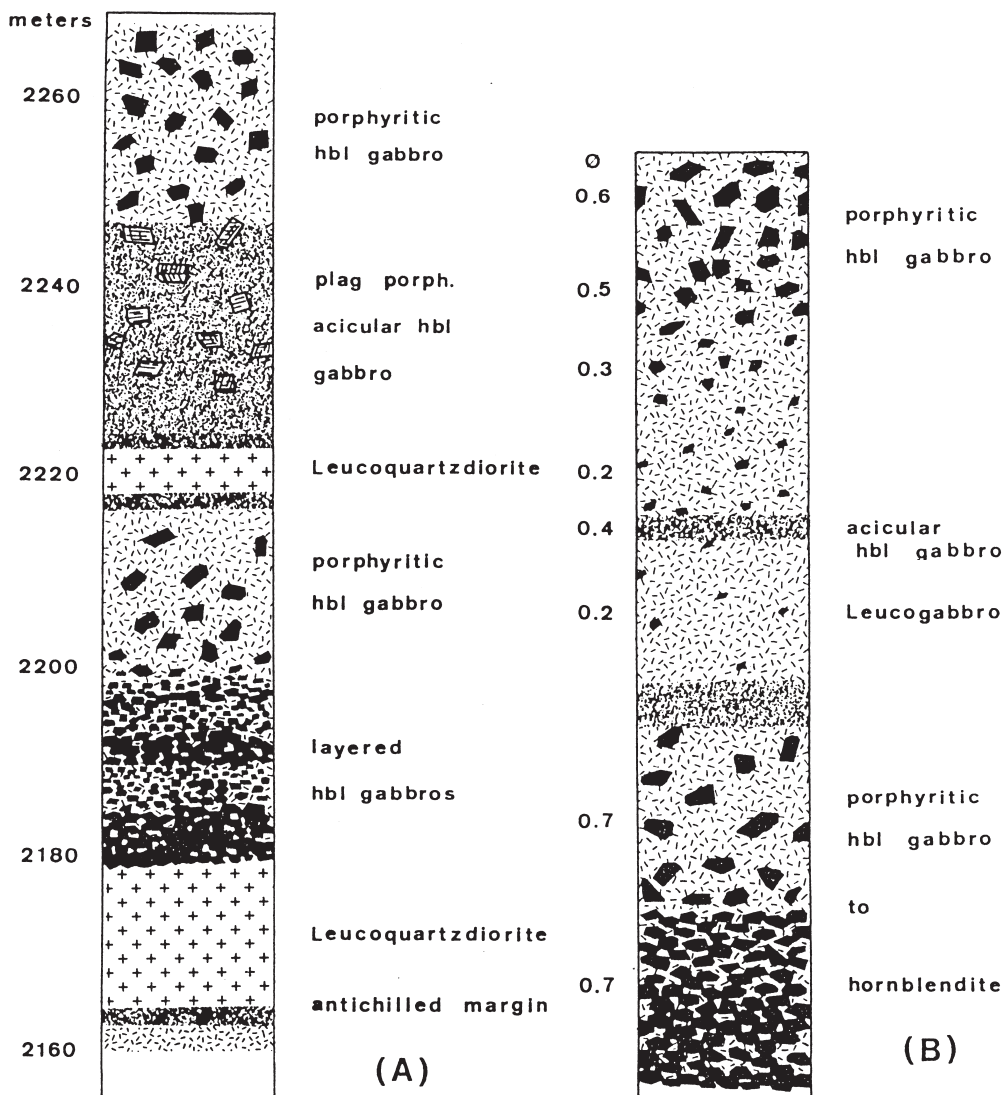 meters
2260
porphyritic
hbl gabbro
2240
plag porph.
acicular hbl
gabbro
2220
Leucoquartzdiorite
porphyritic
hbl gabbro
2200
layered
hbl gabbros
2180
Leucoquartzdiorite
antichilled margin
2160
(A)
Ø
0.6
porphyritic
hbl gabbro
0.5
0.3
0.2
0.4
acicular
hbl gabbro
0.2
Leucogabbro
0.7
porphyritic
hbl gabbro
to
0.7
hornblendite
(B)